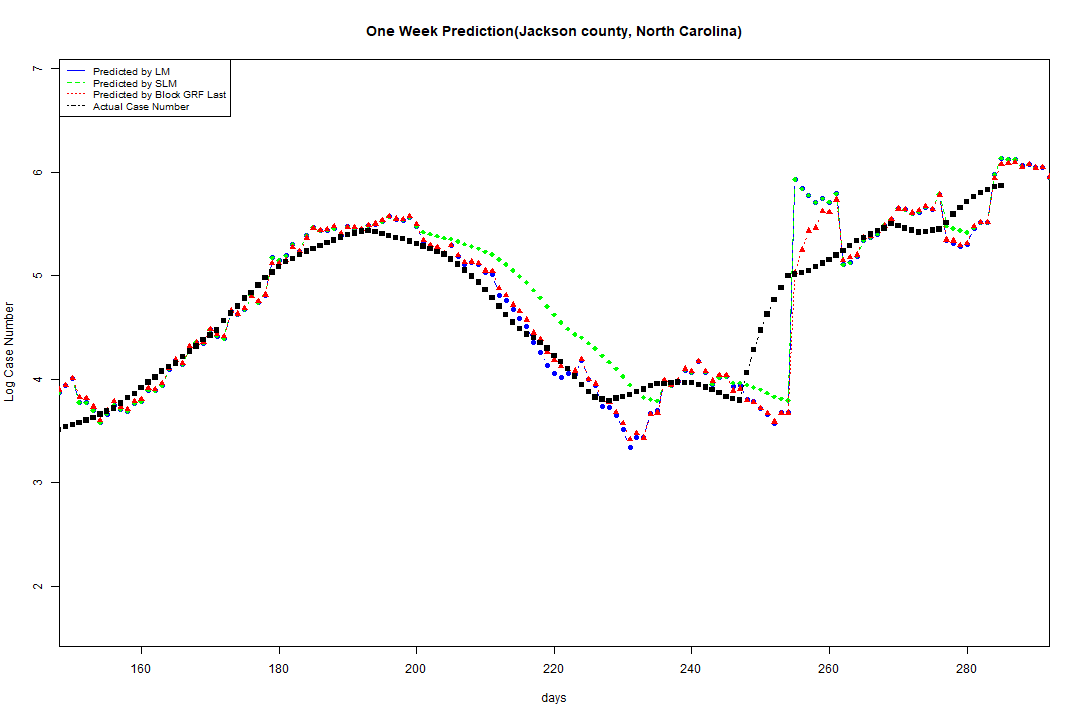 One Week Prediction(Jackson county, North Carolina)
Predicted by LM
Predicted by SLM
Predicted by Block GRF Last
Actual Case Number
7
6
5
4
3
2
Log Case Number
160 180 200 220 240 260 280
days